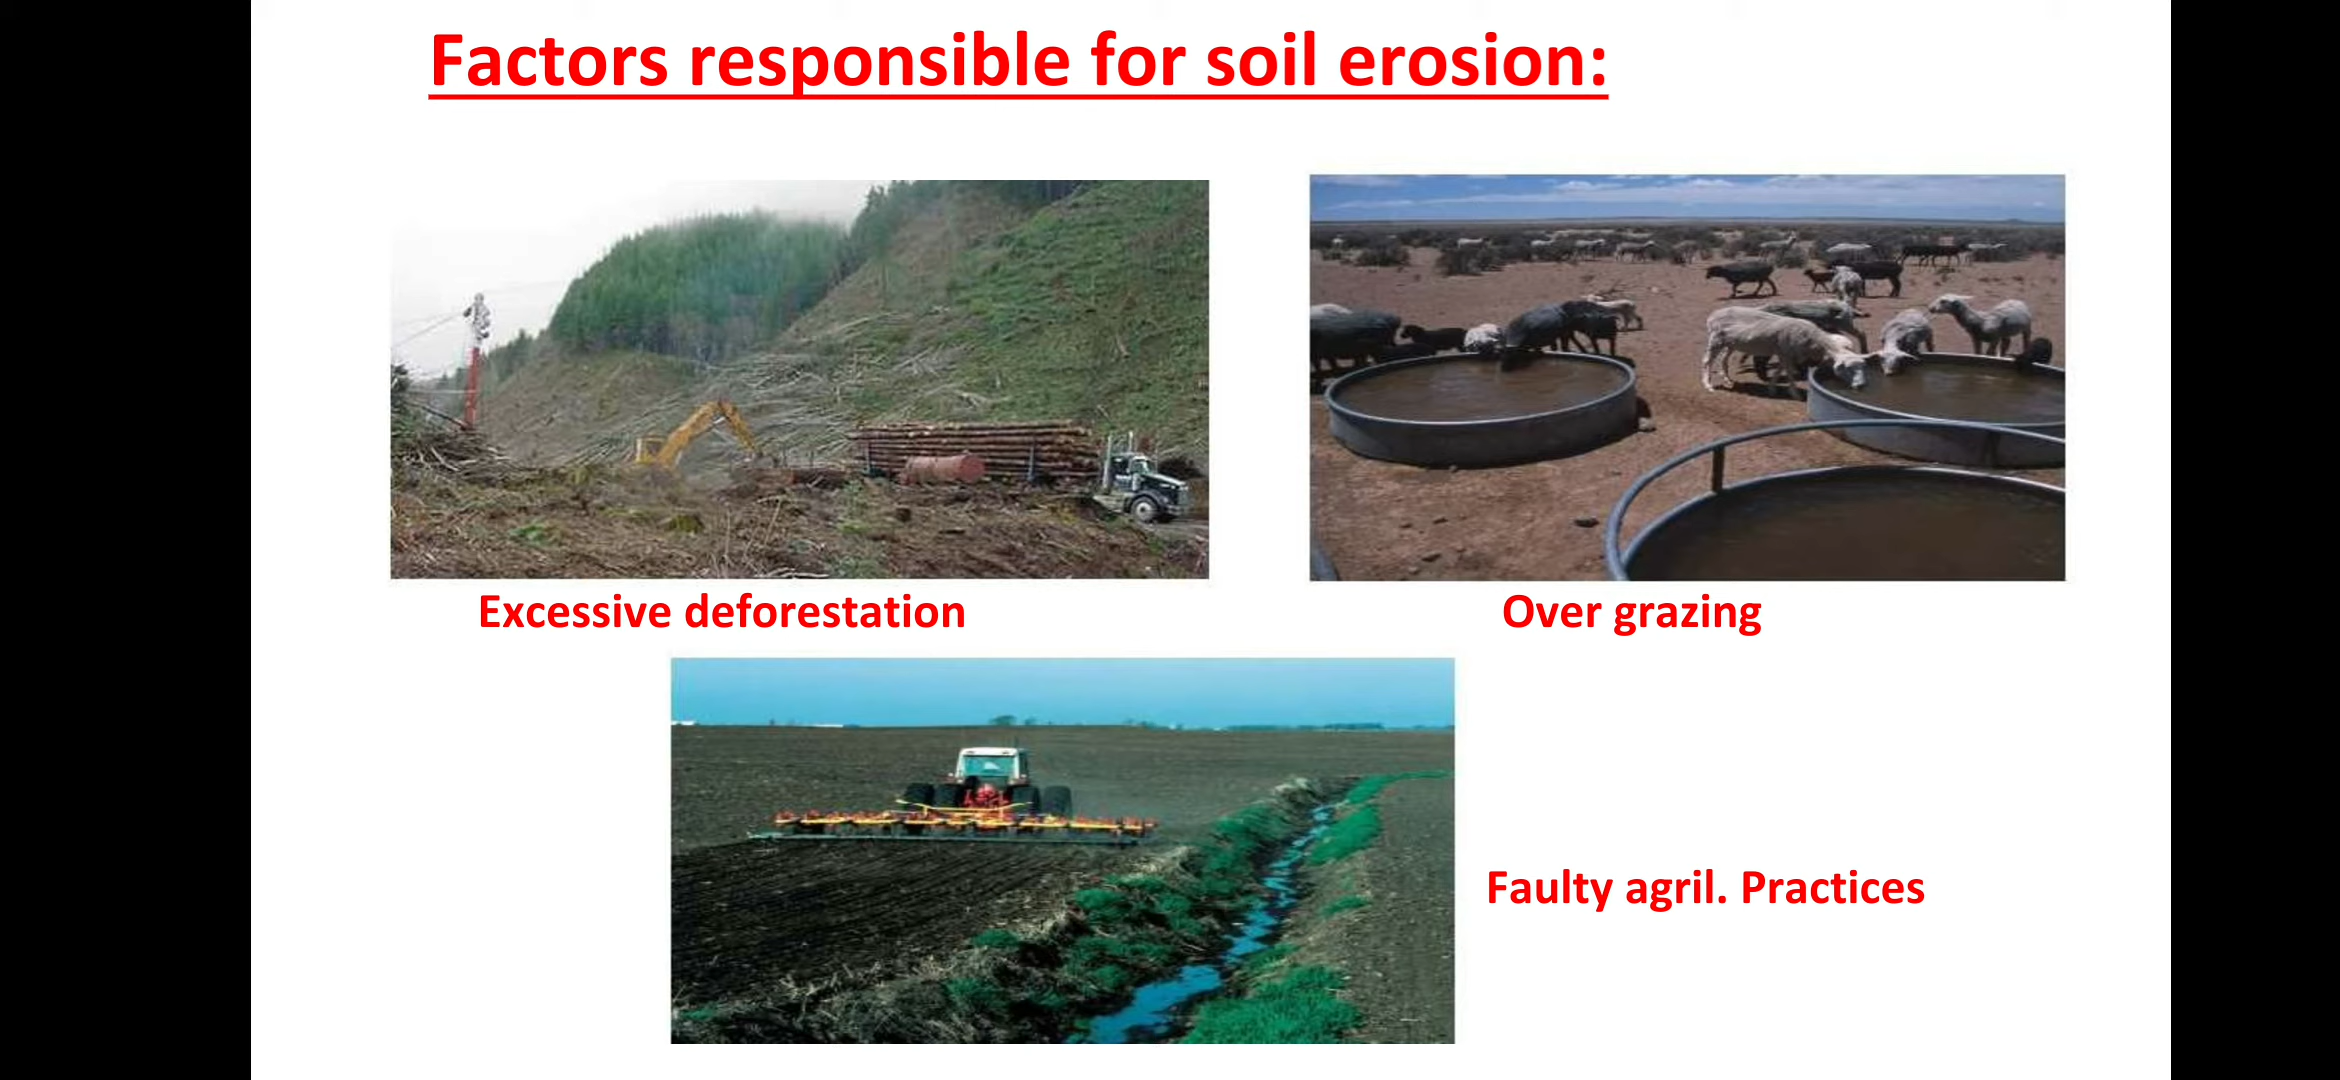 Factors responsible for soil erosion:
Excessive deforestation
Over grazing
Faulty agril. Practices